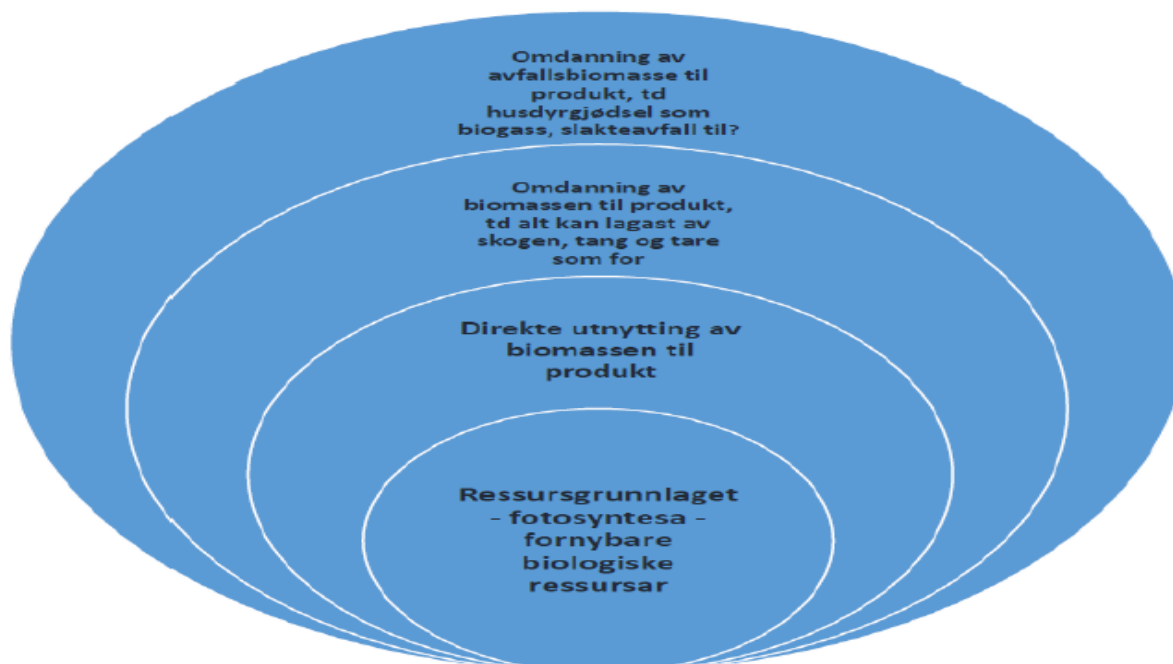 Omdanning av
avfallsbiomasse til
produkt, td
husdyrgjødsel som
biogass, slakteavfall til?
Omdanning av
biomassen til produkt,
td alt kan lagast av
skogen, tang og tare
som for
Direkte utnytting av
biomassen til
produkt
Ressursgrunnlaget
- fotosyntesa -
fornybare
biologiske
ressursar